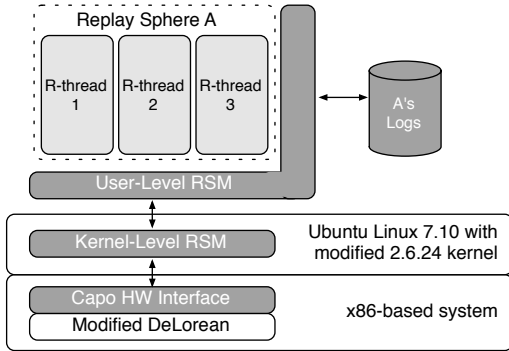 Replay Sphere A
R-thread
1
R-thread
2
R-thread
3
A's
Logs
User-Level RSM
Kernel-Level RSM
Ubuntu Linux 7.10 with
modified 2.6.24 kernel
Capo HW Interface
Modified DeLorean
x86-based system